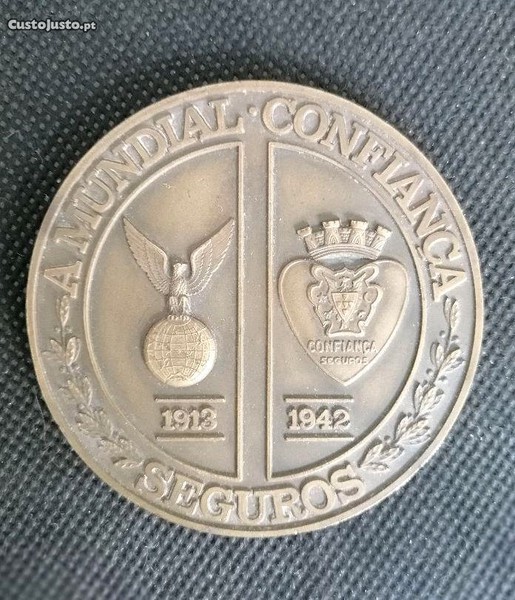 CustoJusto.pt
A MUNDIAL · CONFIANÇA
CONFIANÇA
SEGUROS
1913
1942
SEGUROS